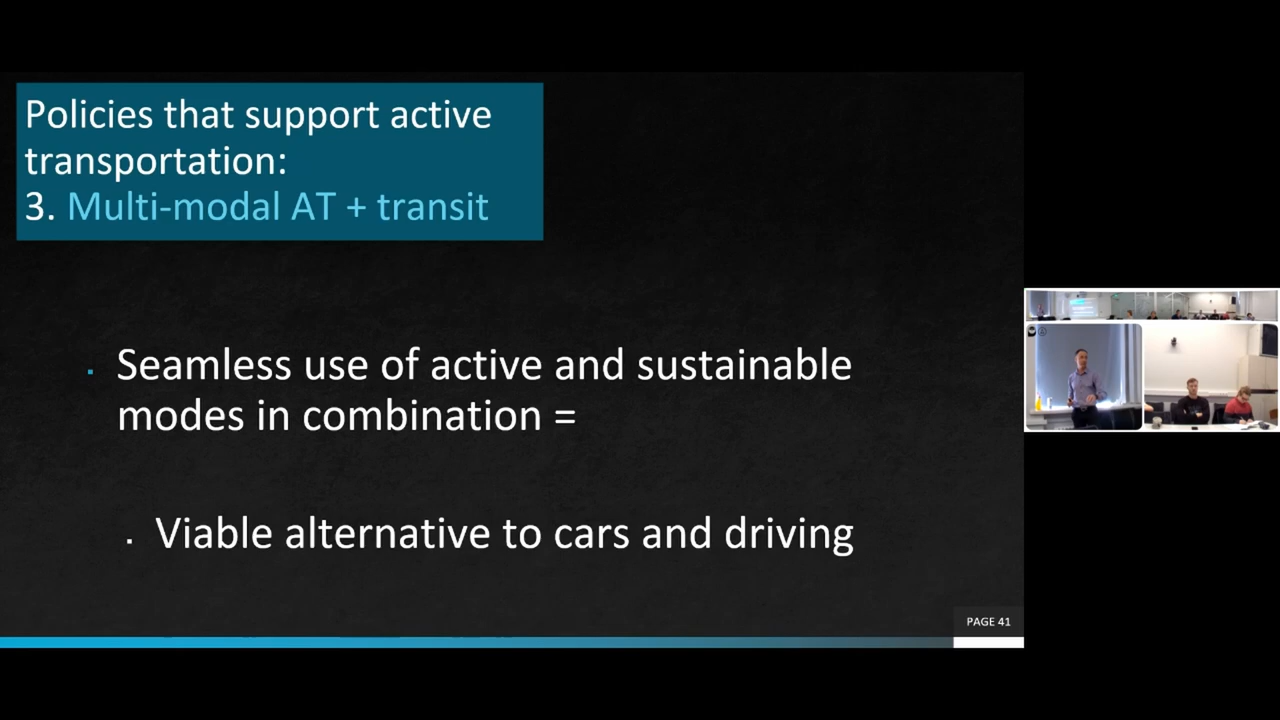 Policies that support active
transportation:
3. Multi-modal AT + transit
Seamless use of active and sustainable
modes in combination =
Viable alternative to cars and driving
PAGE 41